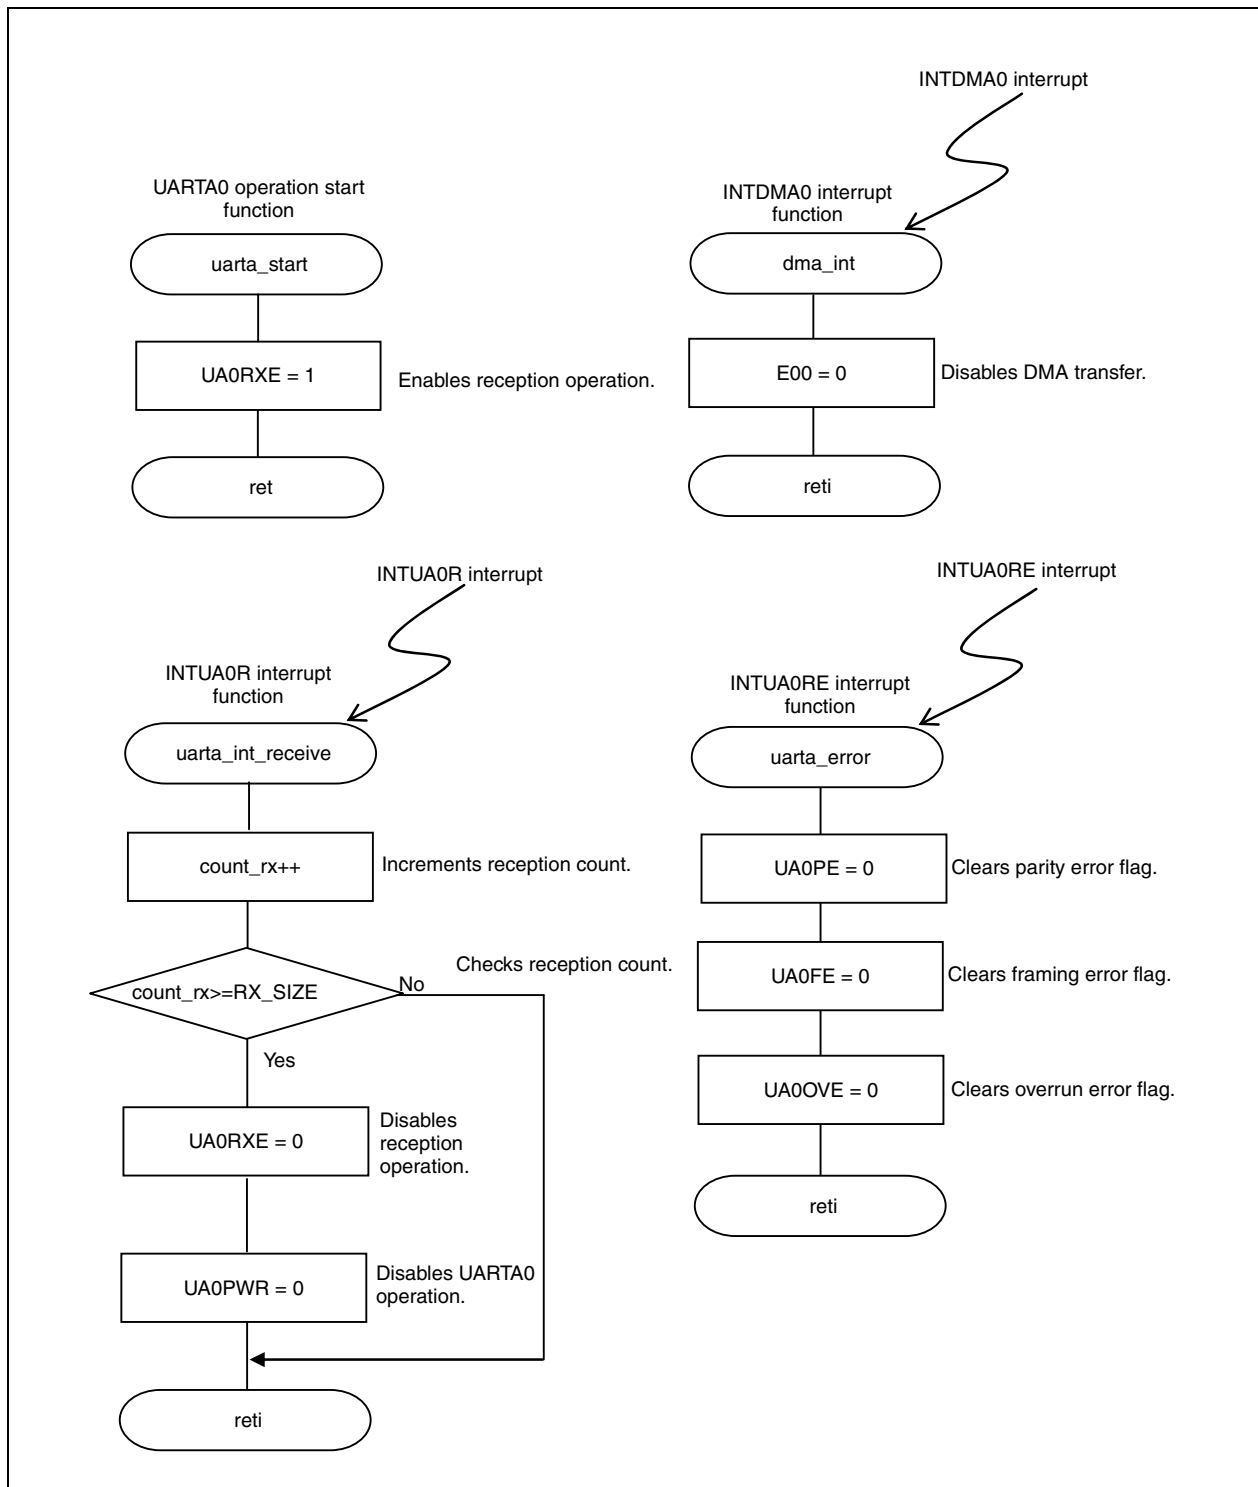 UARTA0 operation start
function
uarta_start
UA0RXE = 1
Enables reception operation.
ret
INTDMA0 interrupt
INTDMA0 interrupt
function
dma_int
E00 = 0
Disables DMA transfer.
reti
INTUA0R interrupt
INTUA0R interrupt
function
uarta_int_receive
count_rx++
Increments reception count.
count_rx>=RX_SIZE
No
Checks reception count.
Yes
UA0RXE = 0
Disables
reception
operation.
UA0PWR = 0
Disables UARTA0
operation.
reti
INTUA0RE interrupt
INTUA0RE interrupt
function
uarta_error
UA0PE = 0
Clears parity error flag.
UA0FE = 0
Clears framing error flag.
UA0OVE = 0
Clears overrun error flag.
reti